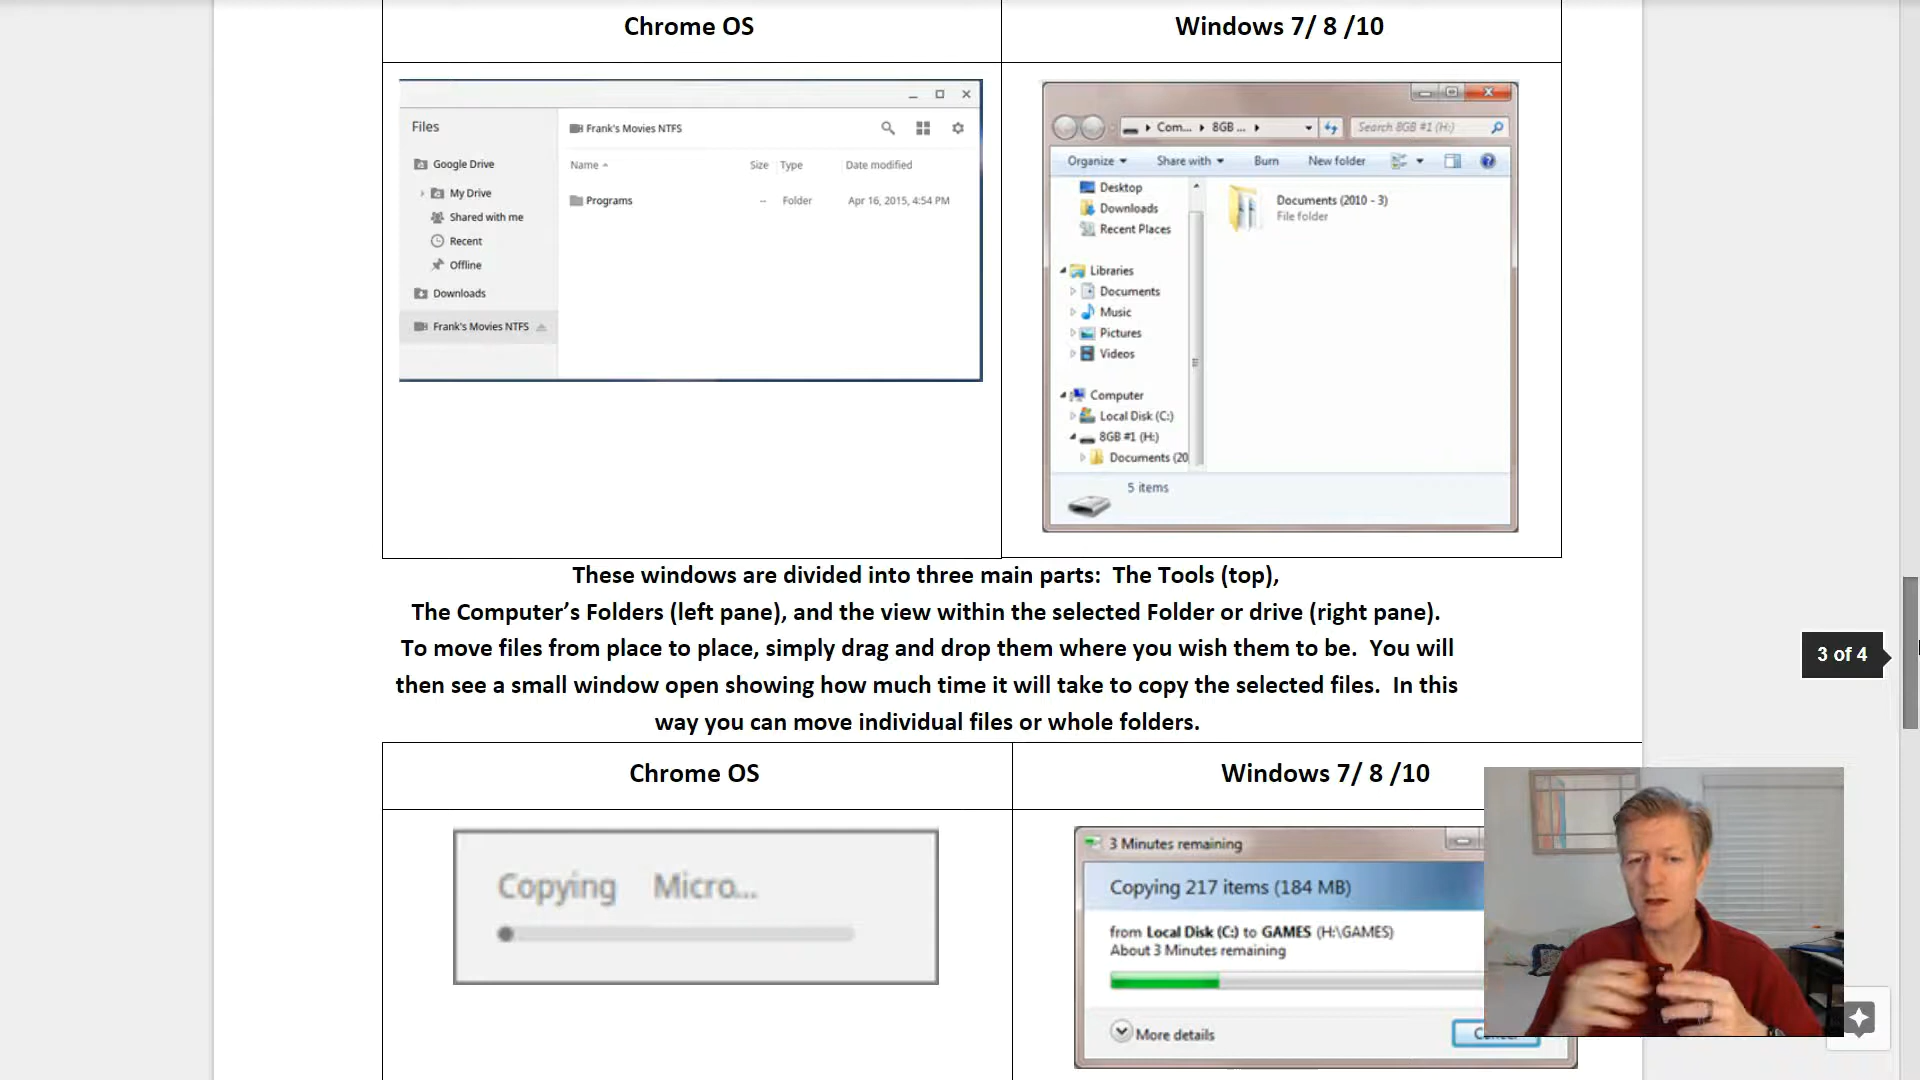 Chrome OS
Windows 7/ 8 /10
Files
Frank's Movies NTFS
Google Drive
My Drive
Shared with me
Recent
Offline
Downloads
Frank's Movies NTFS
Name
Size
Type
Date modified
Programs
--
Folder
Apr 16, 2015, 4:54 PM
Com...
8GB ...
Search 8GB #1 (H:)
Organize
Share with
Burn
New folder
Desktop
Downloads
Recent Places
Libraries
Documents
Music
Pictures
Videos
Computer
Local Disk (C:)
8GB #1 (H:)
Documents (20
Documents (2010 - 3)
File folder
5 items
These windows are divided into three main parts:  The Tools (top),
The Computer’s Folders (left pane), and the view within the selected Folder or drive (right pane).
To move files from place to place, simply drag and drop them where you wish them to be.  You will
then see a small window open showing how much time it will take to copy the selected files.  In this
way you can move individual files or whole folders.
3 of 4
Chrome OS
Windows 7/ 8 /10
Copying Micro...
3 Minutes remaining
Copying 217 items (184 MB)
from Local Disk (C:) to GAMES (H:\GAMES)
About 3 Minutes remaining
More details